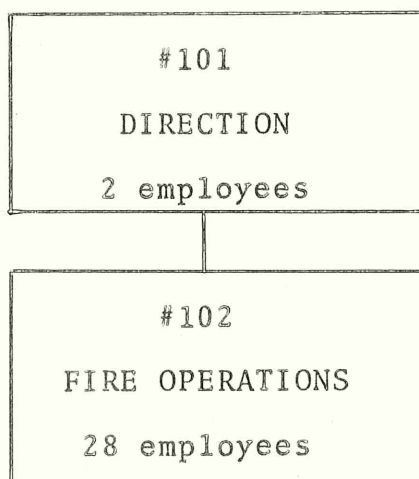 #101
DIRECTION
2 employees
#102
FIRE OPERATIONS
28 employees